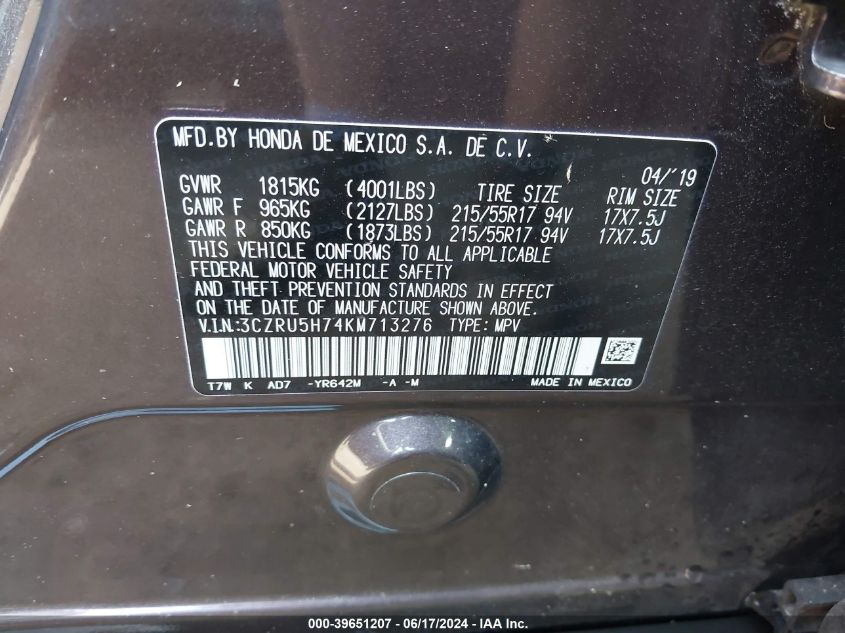 MFD.BY HONDA DE MEXICO S.A. DE C.V.
04/'19
GVWR 1815KG (4001LBS) TIRE SIZE RIM SIZE
GAWR F 965KG (2127LBS) 215/55R17 94V 17X7.5J
GAWR R 850KG (1873LBS) 215/55R17 94V 17X7.5J
THIS VEHICLE CONFORMS TO ALL APPLICABLE
FEDERAL MOTOR VEHICLE SAFETY
AND THEFT PREVENTION STANDARDS IN EFFECT
ON THE DATE OF MANUFACTURE SHOWN ABOVE.
V.I.N:3CZRU5H74KM713276 TYPE: MPV
T7W K AD7 -YR642M -A -M MADE IN MEXICO
000-39651207 - 06/17/2024 - IAA Inc.